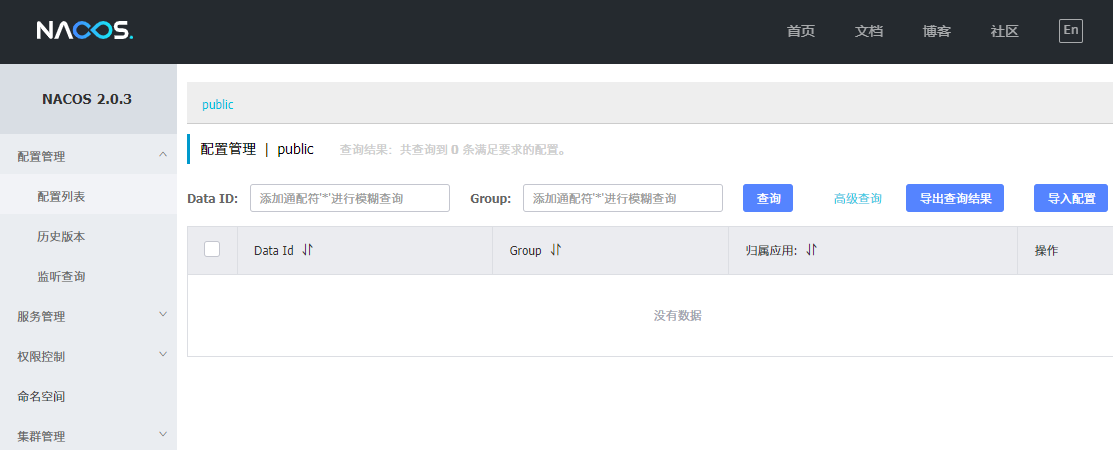 NACOS. 首页 文档 博客 社区 En
NACOS 2.0.3
public
配置管理
配置管理 | public 查询结果：共查询到 0 条满足要求的配置。
配置列表
Data ID: 添加通配符'*'进行模糊查询 Group: 添加通配符'*'进行模糊查询 查询 高级查询 导出查询结果 导入配置
历史版本
Data Id Group 归属应用: 操作
监听查询
服务管理
没有数据
权限控制
命名空间
集群管理